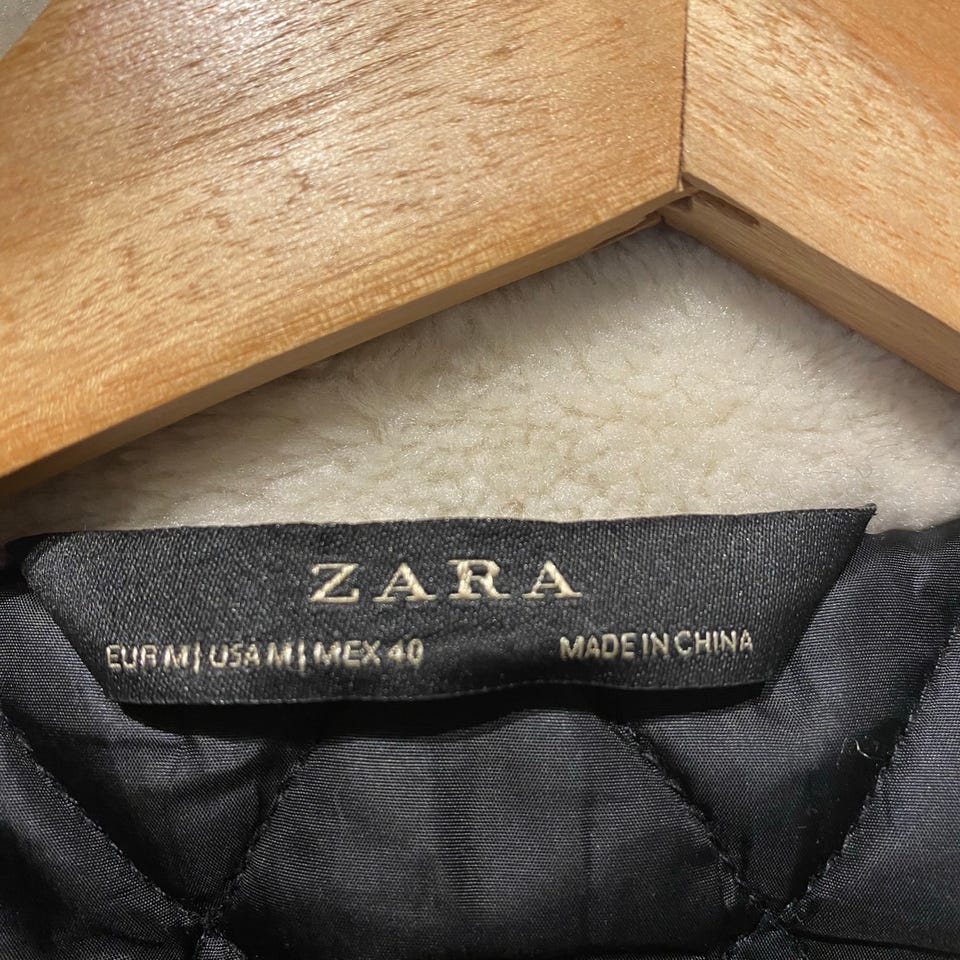 ZARA
EUR M | USA M | MEX 40
MADE IN CHINA